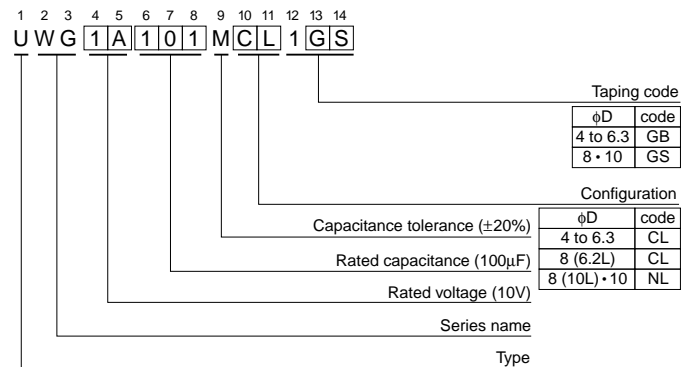 1 2 3 4 5 6 7 8 9 10 11 12 13 14
U W G 1 A 1 0 1 M C L 1 G S
Taping code
ϕD code
4 to 6.3 GB
8 • 10 GS
Configuration
ϕD code
4 to 6.3 CL
8 (6.2L) CL
8 (10L) • 10 NL
Capacitance tolerance (±20%)
Rated capacitance (100μF)
Rated voltage (10V)
Series name
Type